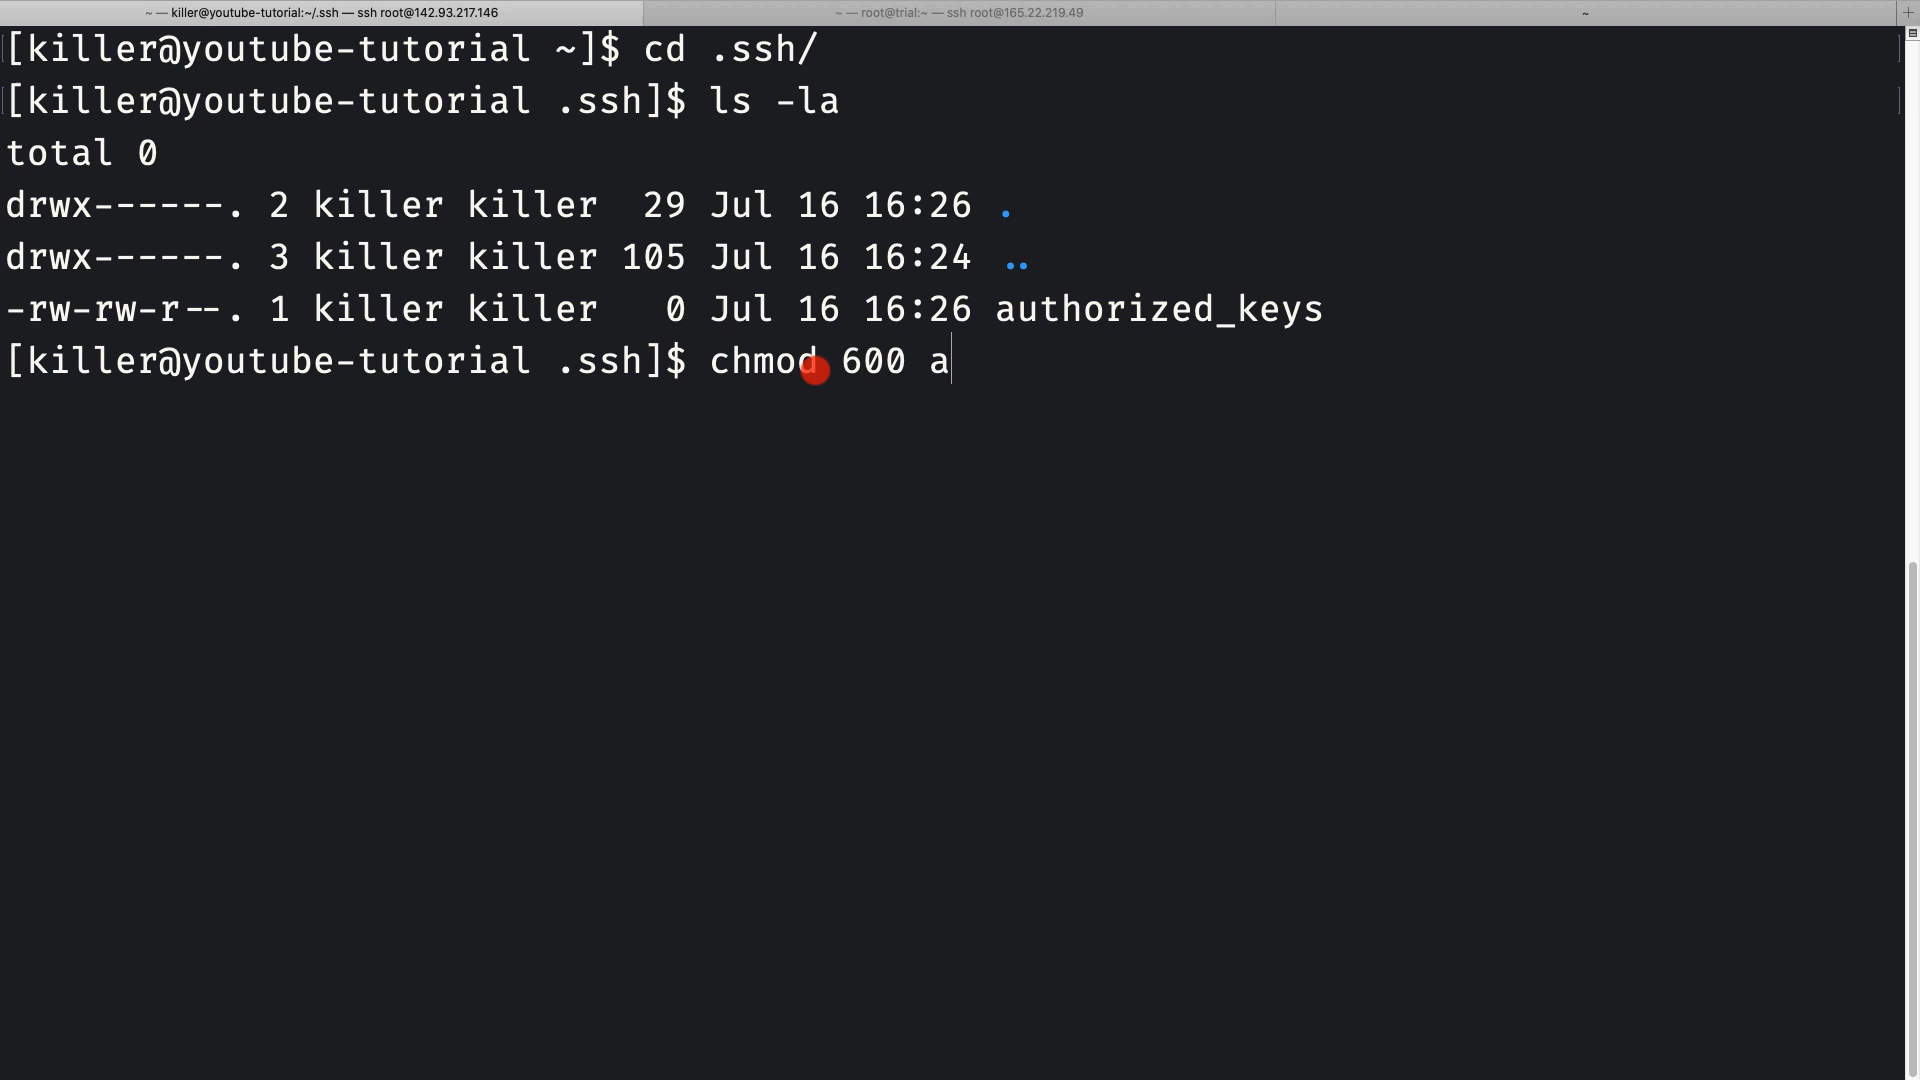 ~ — killer@youtube-tutorial:~/.ssh — ssh root@142.93.217.146 ~ — root@trial:~ — ssh root@165.22.219.49 ~ +
[killer@youtube-tutorial ~]$ cd .ssh/
[killer@youtube-tutorial .ssh]$ ls -la
total 0
drwx------. 2 killer killer  29 Jul 16 16:26 .
drwx------. 3 killer killer 105 Jul 16 16:24 ..
-rw-rw-r--. 1 killer killer   0 Jul 16 16:26 authorized_keys
[killer@youtube-tutorial .ssh]$ chmod 600 a